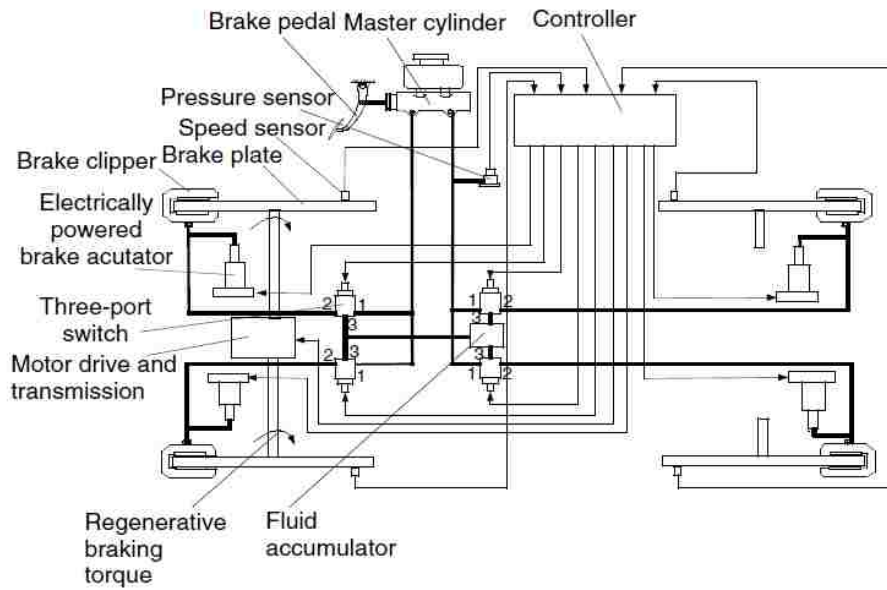 Brake pedal Master cylinder
Controller
Pressure sensor
Speed sensor
Brake clipper Brake plate
Electrically
powered
brake acutator
Three-port
switch
Motor drive and
transmission
2 1
3
1 2
3
3
2
1
3
2
1
Regenerative
braking
torque
Fluid
accumulator